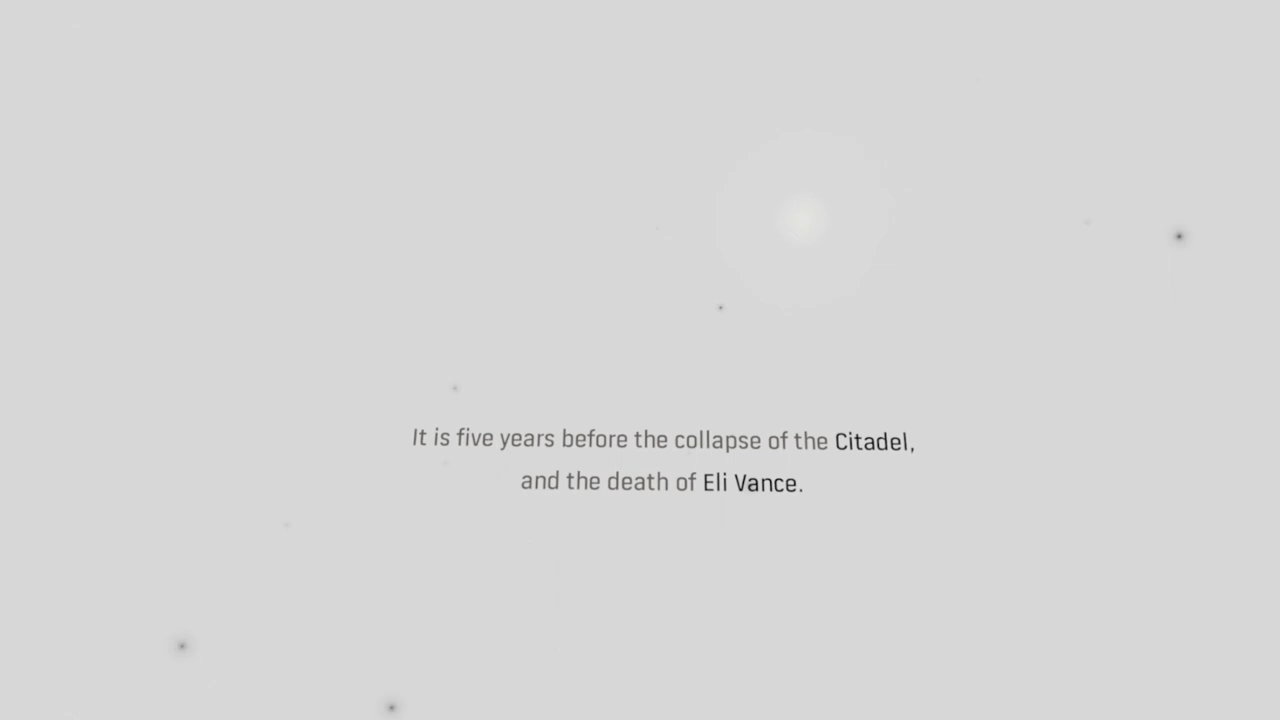 It is five years before the collapse of the Citadel,
and the death of Eli Vance.